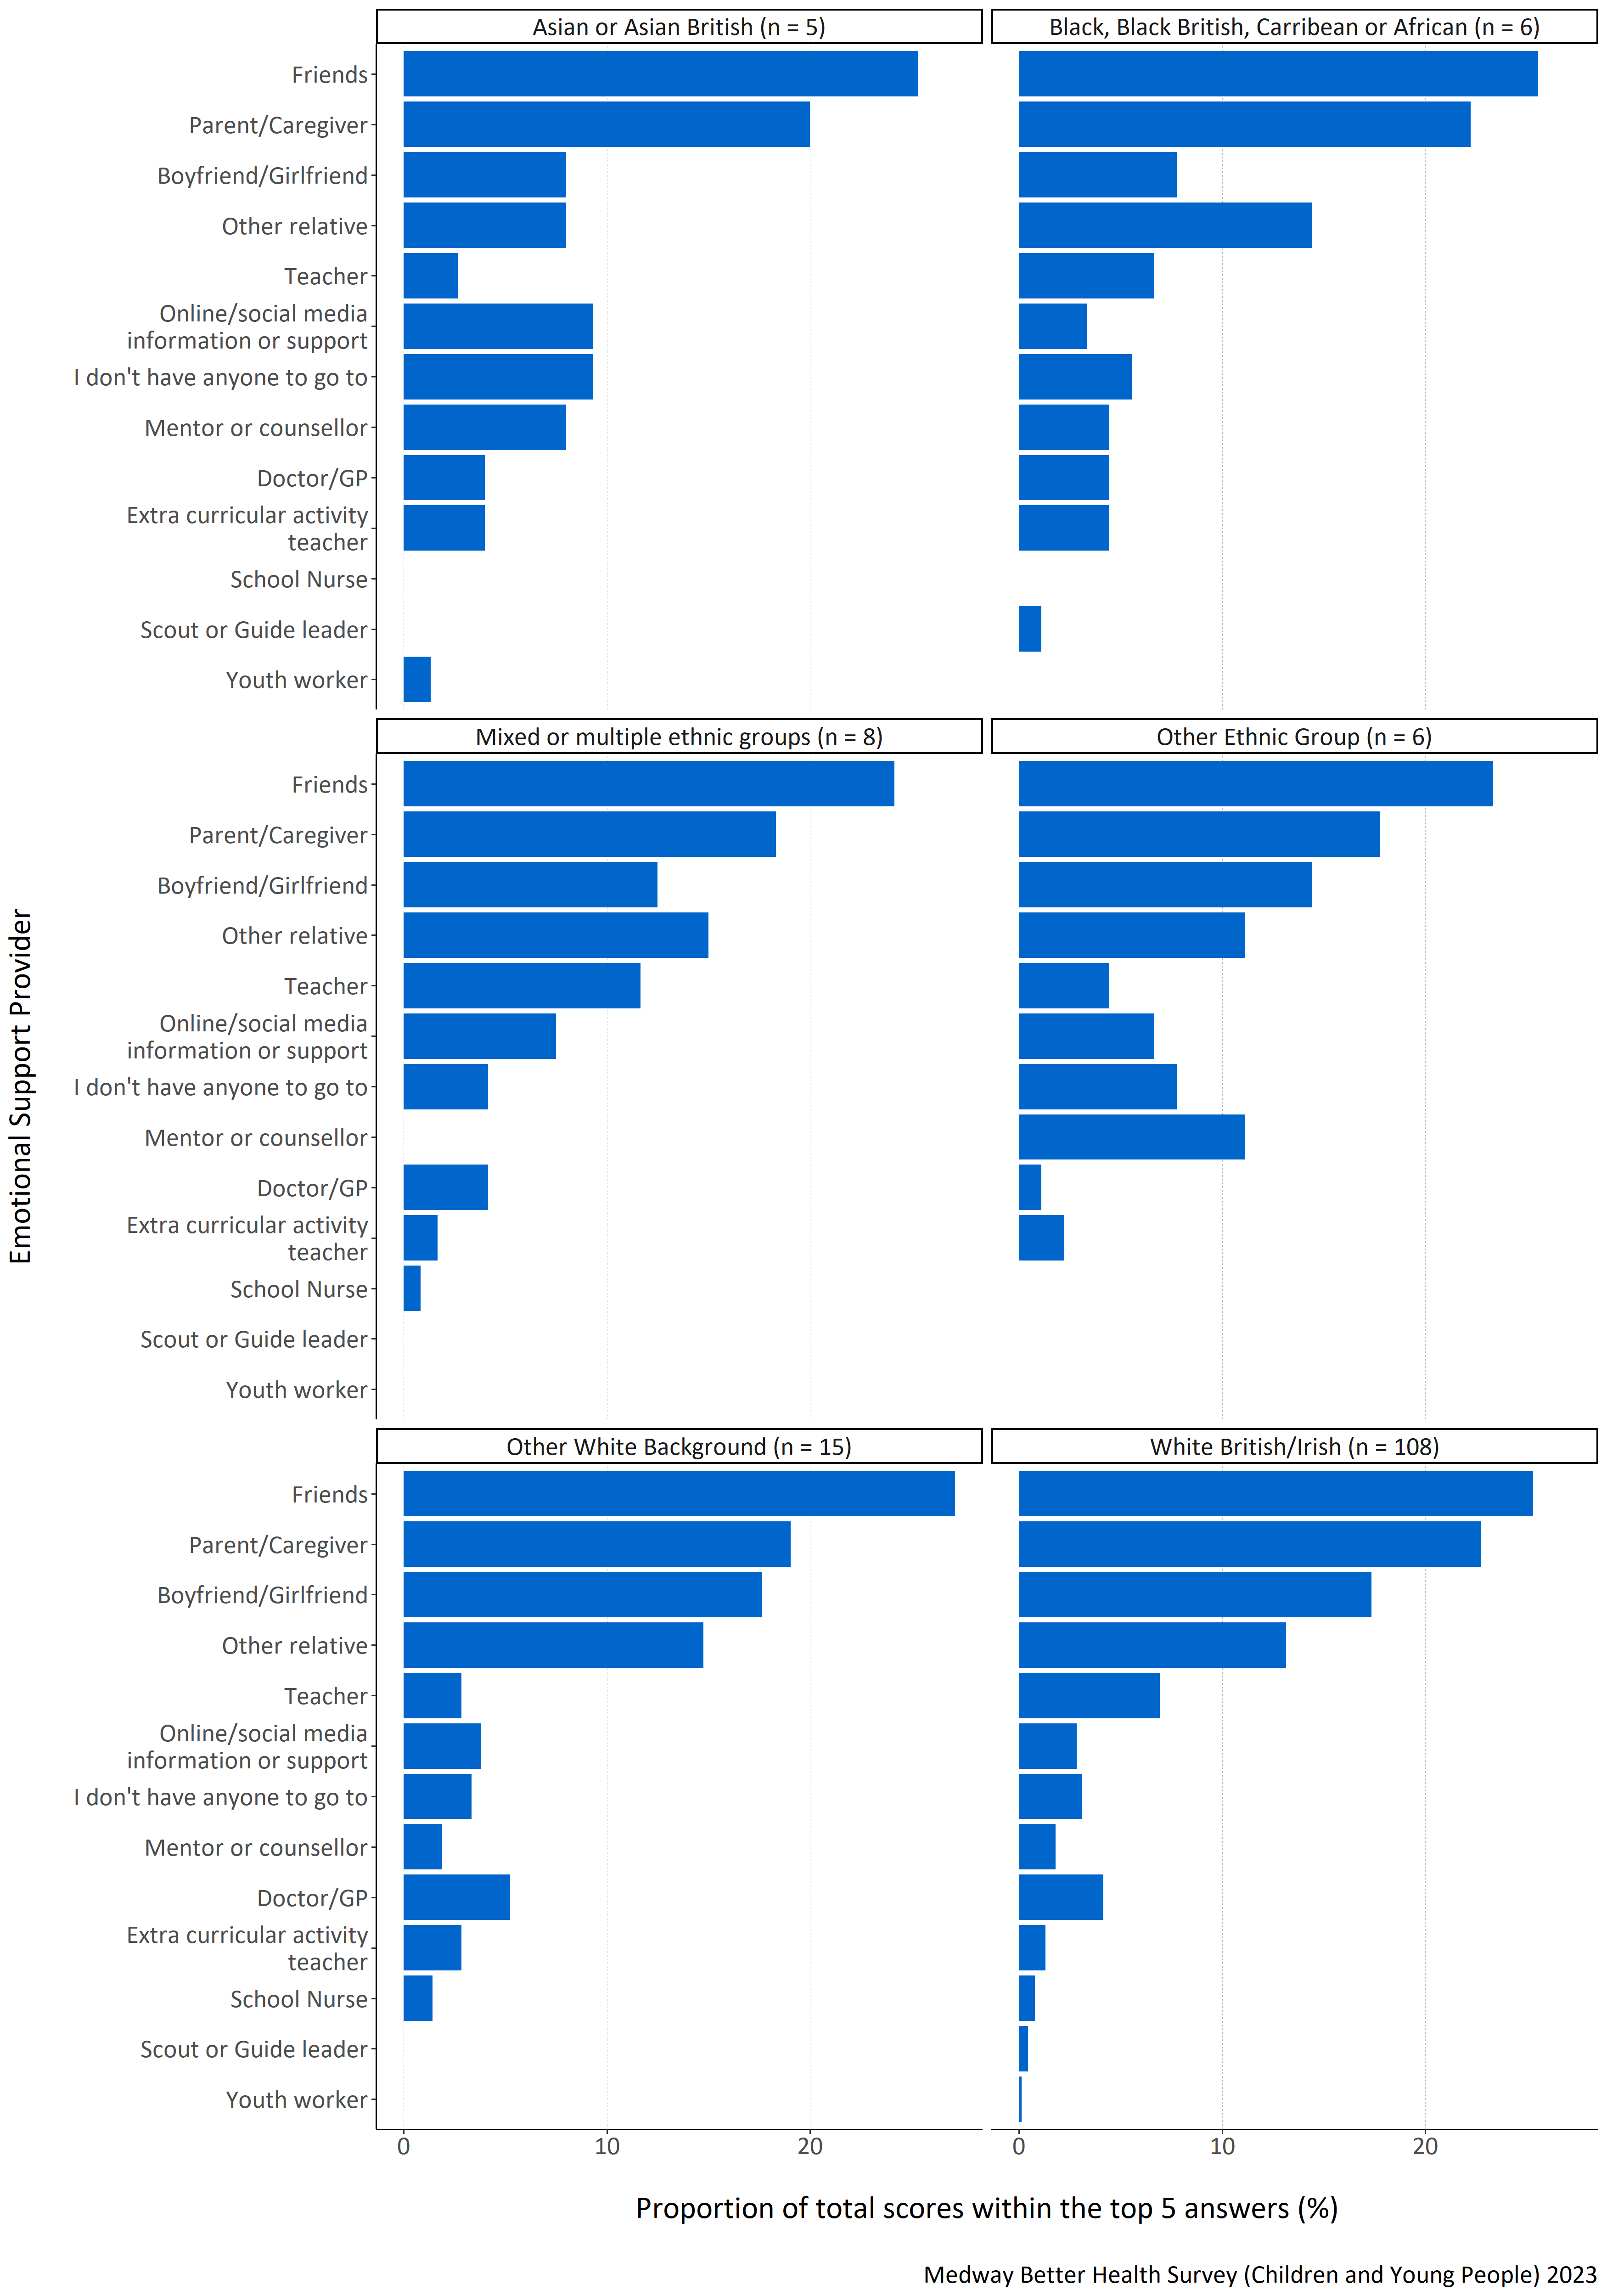 Asian or Asian British (n = 5)
Black, Black British, Carribean or African (n = 6)
Friends
Parent/Caregiver
Boyfriend/Girlfriend
Other relative
Teacher
Online/social media
information or support
I don't have anyone to go to
Mentor or counsellor
Doctor/GP
Extra curricular activity
teacher
School Nurse
Scout or Guide leader
Youth worker
Mixed or multiple ethnic groups (n = 8)
Other Ethnic Group (n = 6)
Friends
Parent/Caregiver
Boyfriend/Girlfriend
Other relative
Teacher
Online/social media
information or support
I don't have anyone to go to
Mentor or counsellor
Doctor/GP
Extra curricular activity
teacher
School Nurse
Scout or Guide leader
Youth worker
Emotional Support Provider
Other White Background (n = 15)
White British/Irish (n = 108)
Friends
Parent/Caregiver
Boyfriend/Girlfriend
Other relative
Teacher
Online/social media
information or support
I don't have anyone to go to
Mentor or counsellor
Doctor/GP
Extra curricular activity
teacher
School Nurse
Scout or Guide leader
Youth worker
0 10 20 0 10 20
Proportion of total scores within the top 5 answers (%)
Medway Better Health Survey (Children and Young People) 2023